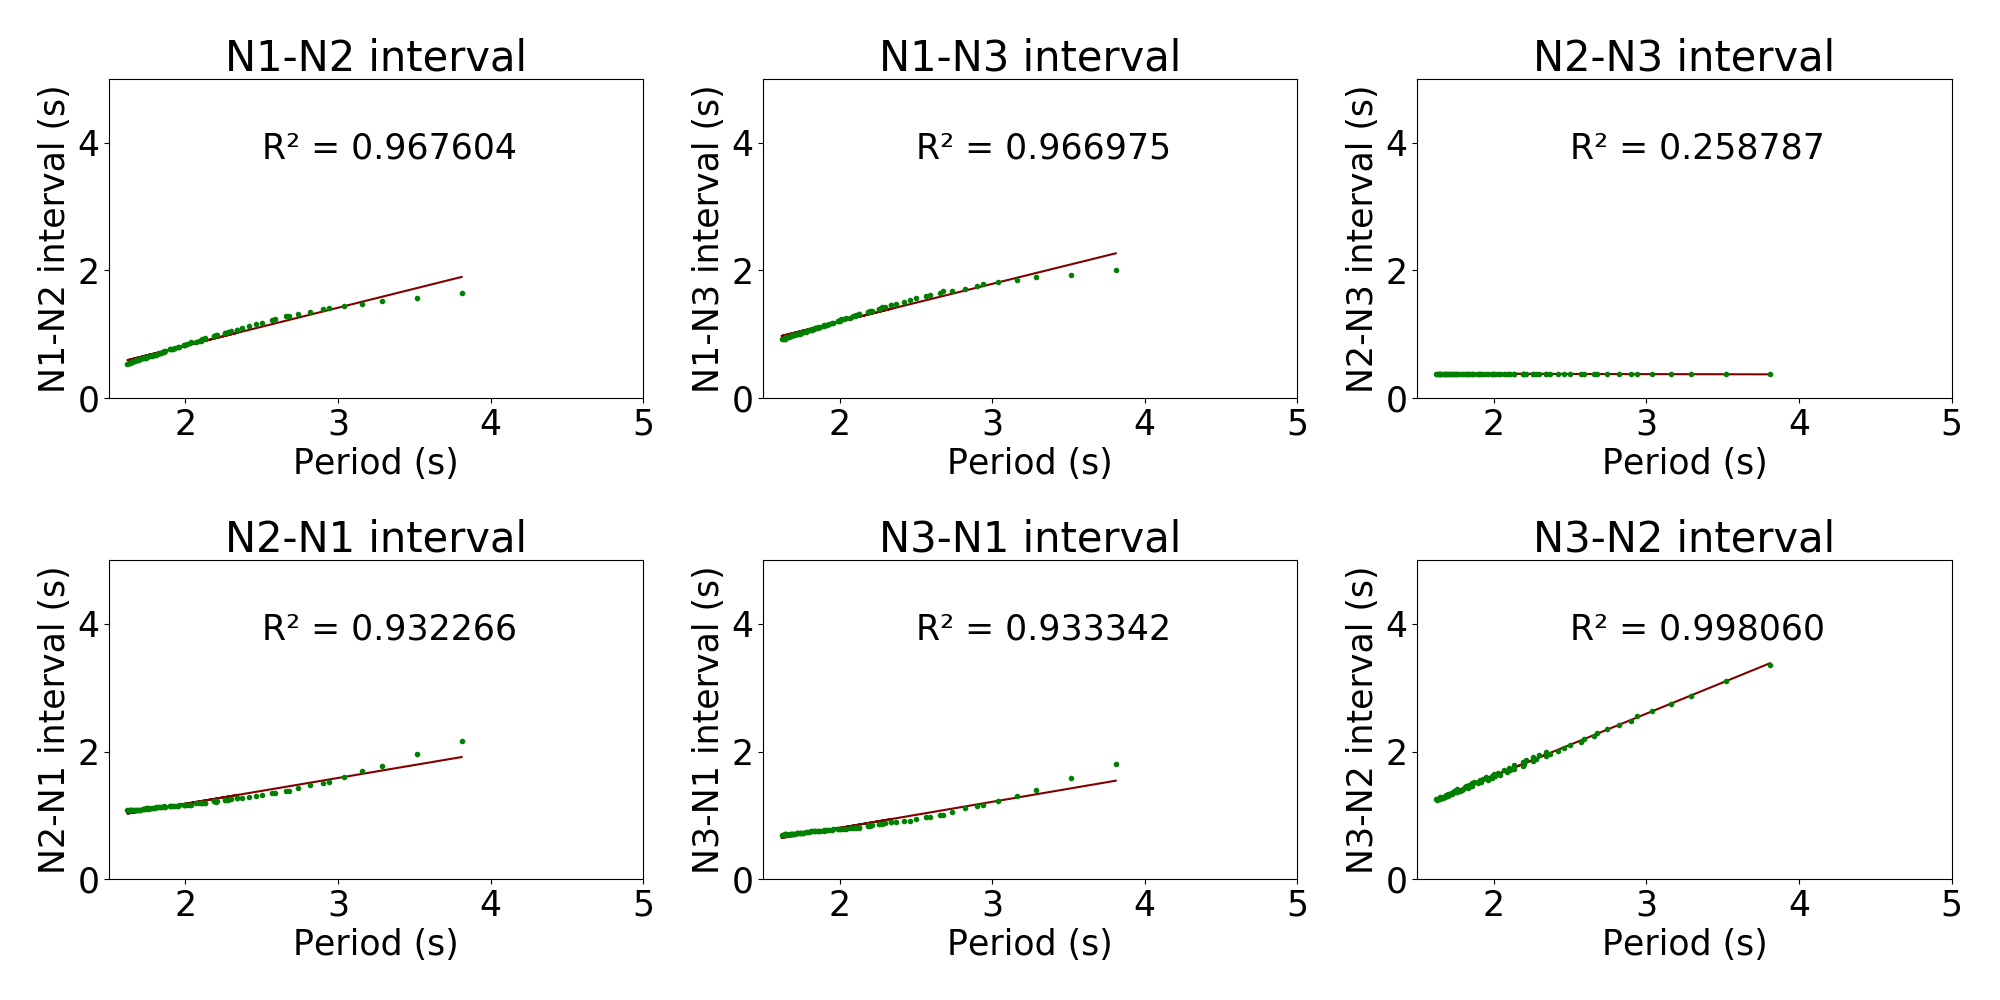 N1-N2 interval
N1-N2 interval (s)
R² = 0.967604
4
2
0
2 3 4 5
Period (s)
N1-N3 interval
N1-N3 interval (s)
R² = 0.966975
4
2
0
2 3 4 5
Period (s)
N2-N3 interval
N2-N3 interval (s)
R² = 0.258787
4
2
0
2 3 4 5
Period (s)
N2-N1 interval
N2-N1 interval (s)
R² = 0.932266
4
2
0
2 3 4 5
Period (s)
N3-N1 interval
N3-N1 interval (s)
R² = 0.933342
4
2
0
2 3 4 5
Period (s)
N3-N2 interval
N3-N2 interval (s)
R² = 0.998060
4
2
0
2 3 4 5
Period (s)